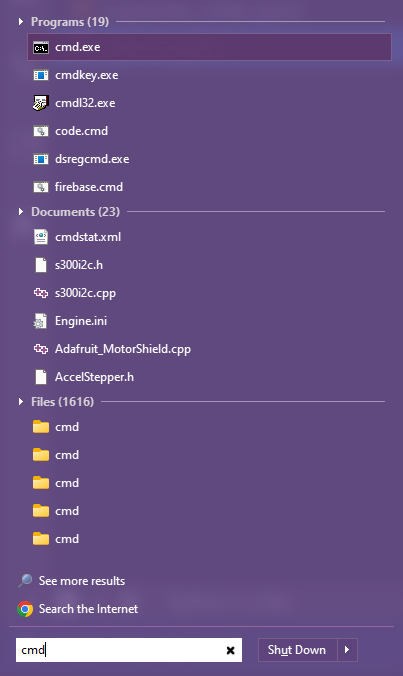 Programs (19)
cmd.exe
cmdkey.exe
cmdl32.exe
code.cmd
dsregcmd.exe
firebase.cmd
Documents (23)
cmdstat.xml
s300i2c.h
s300i2c.cpp
Engine.ini
Adafruit_MotorShield.cpp
AccelStepper.h
Files (1616)
cmd
cmd
cmd
cmd
cmd
See more results
Search the Internet
cmd
Shut Down